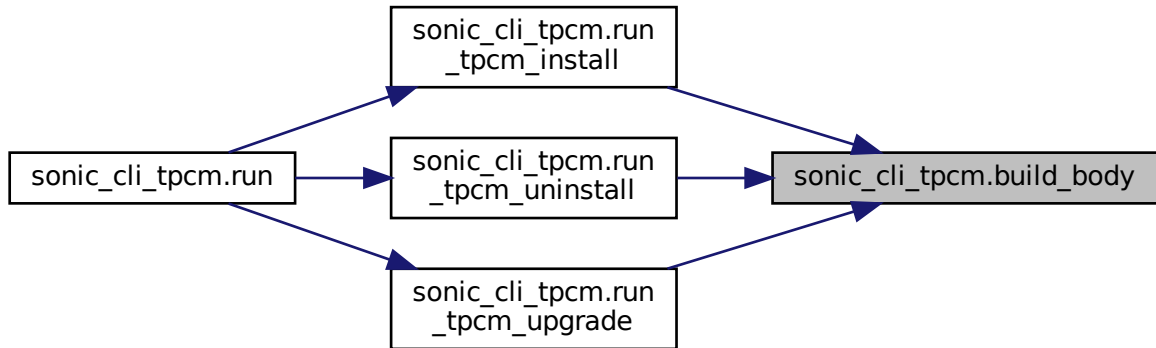 sonic_cli_tpcm.run
_tpcm_install
sonic_cli_tpcm.run
sonic_cli_tpcm.run
_tpcm_uninstall
sonic_cli_tpcm.build_body
sonic_cli_tpcm.run
_tpcm_upgrade